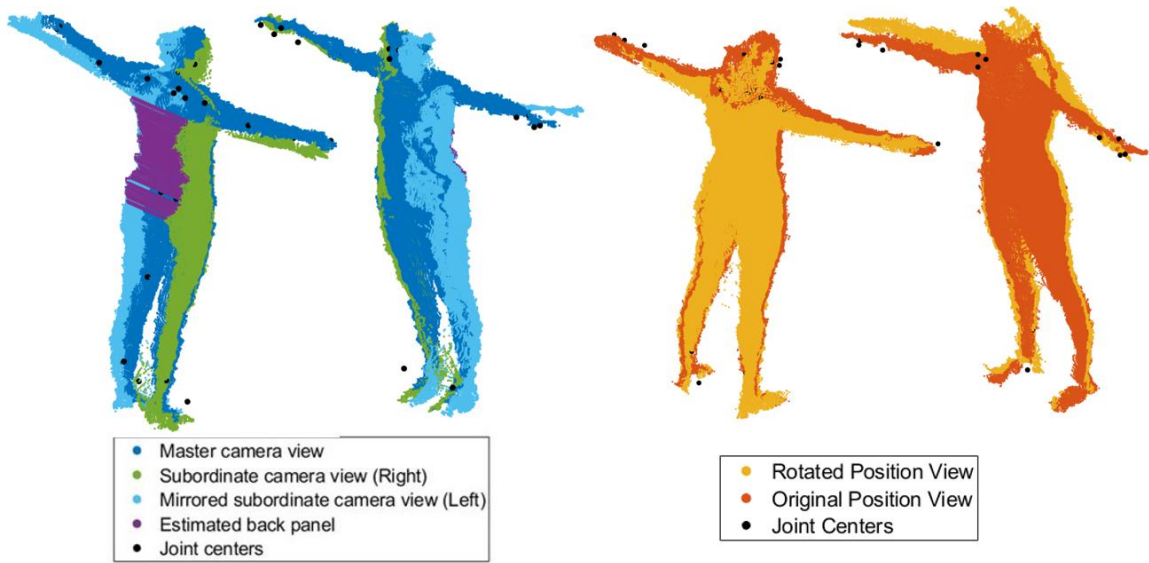 Master camera view
Subordinate camera view (Right)
Mirrored subordinate camera view (Left)
Estimated back panel
Joint centers
Rotated Position View
Original Position View
Joint Centers